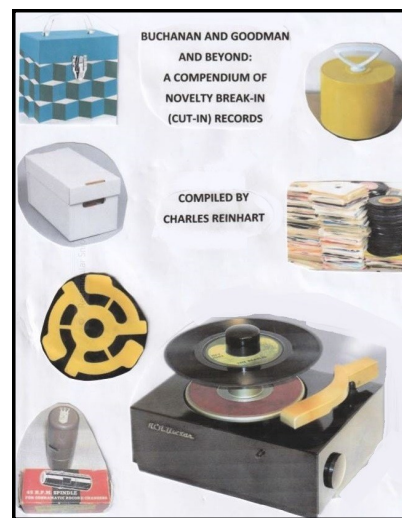 BUCHANAN AND GOODMAN
AND BEYOND:
A COMPENDIUM OF
NOVELTY BREAK-IN
(CUT-IN) RECORDS
COMPILED BY
CHARLES REINHART
RCA Victor
45 R.P.M. SPINDLE